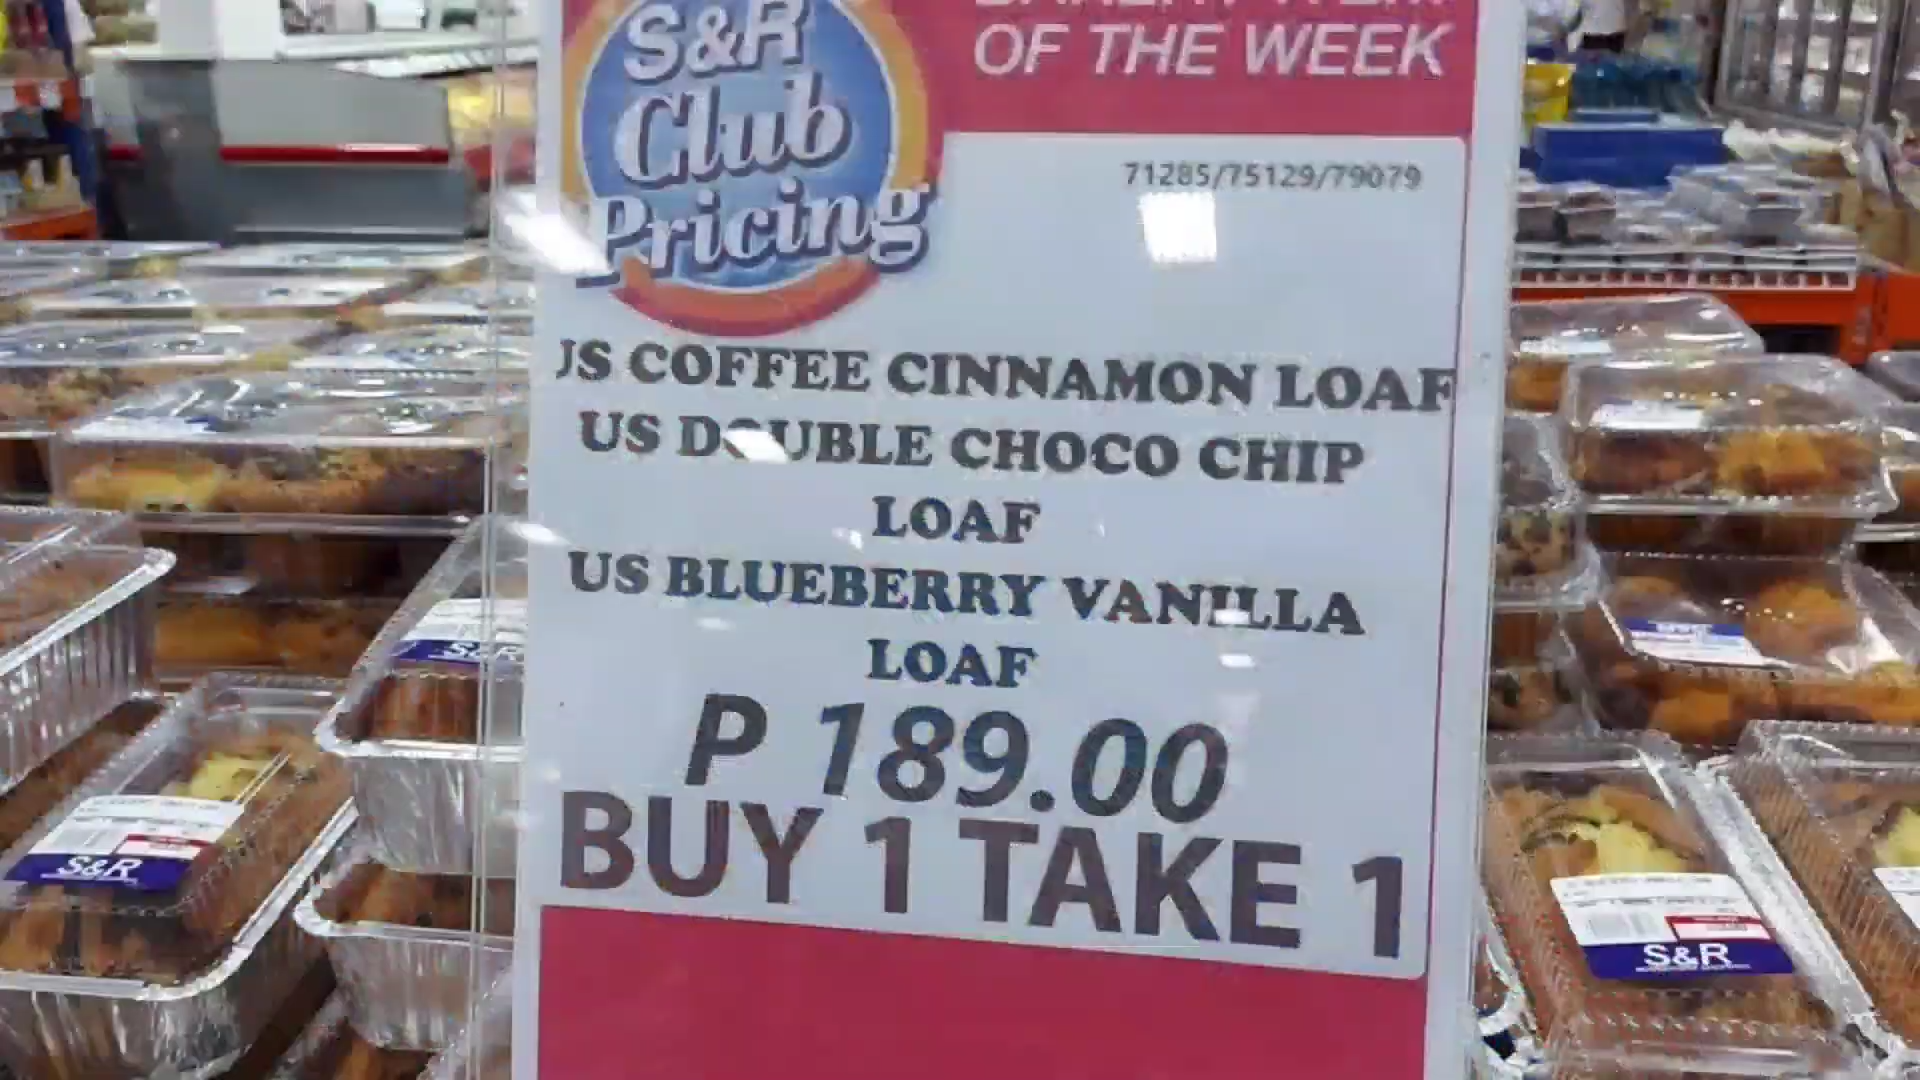 S&R
Club
Pricing
OF THE WEEK
71285/75129/79079
US COFFEE CINNAMON LOAF
US DOUBLE CHOCO CHIP
LOAF
US BLUEBERRY VANILLA
LOAF
P 189.00
BUY 1 TAKE 1
S&R
S&R
S&R